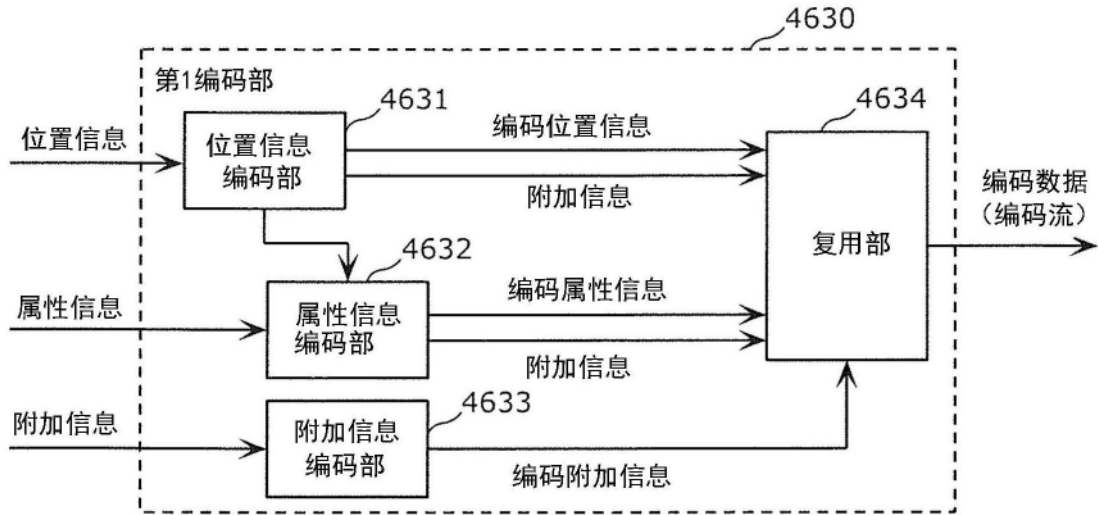 4630
第1编码部
4631
4634
位置信息
位置信息
编码部
编码位置信息
附加信息
编码数据
(编码流)
复用部
4632
属性信息
属性信息
编码部
编码属性信息
附加信息
4633
附加信息
附加信息
编码部
编码附加信息